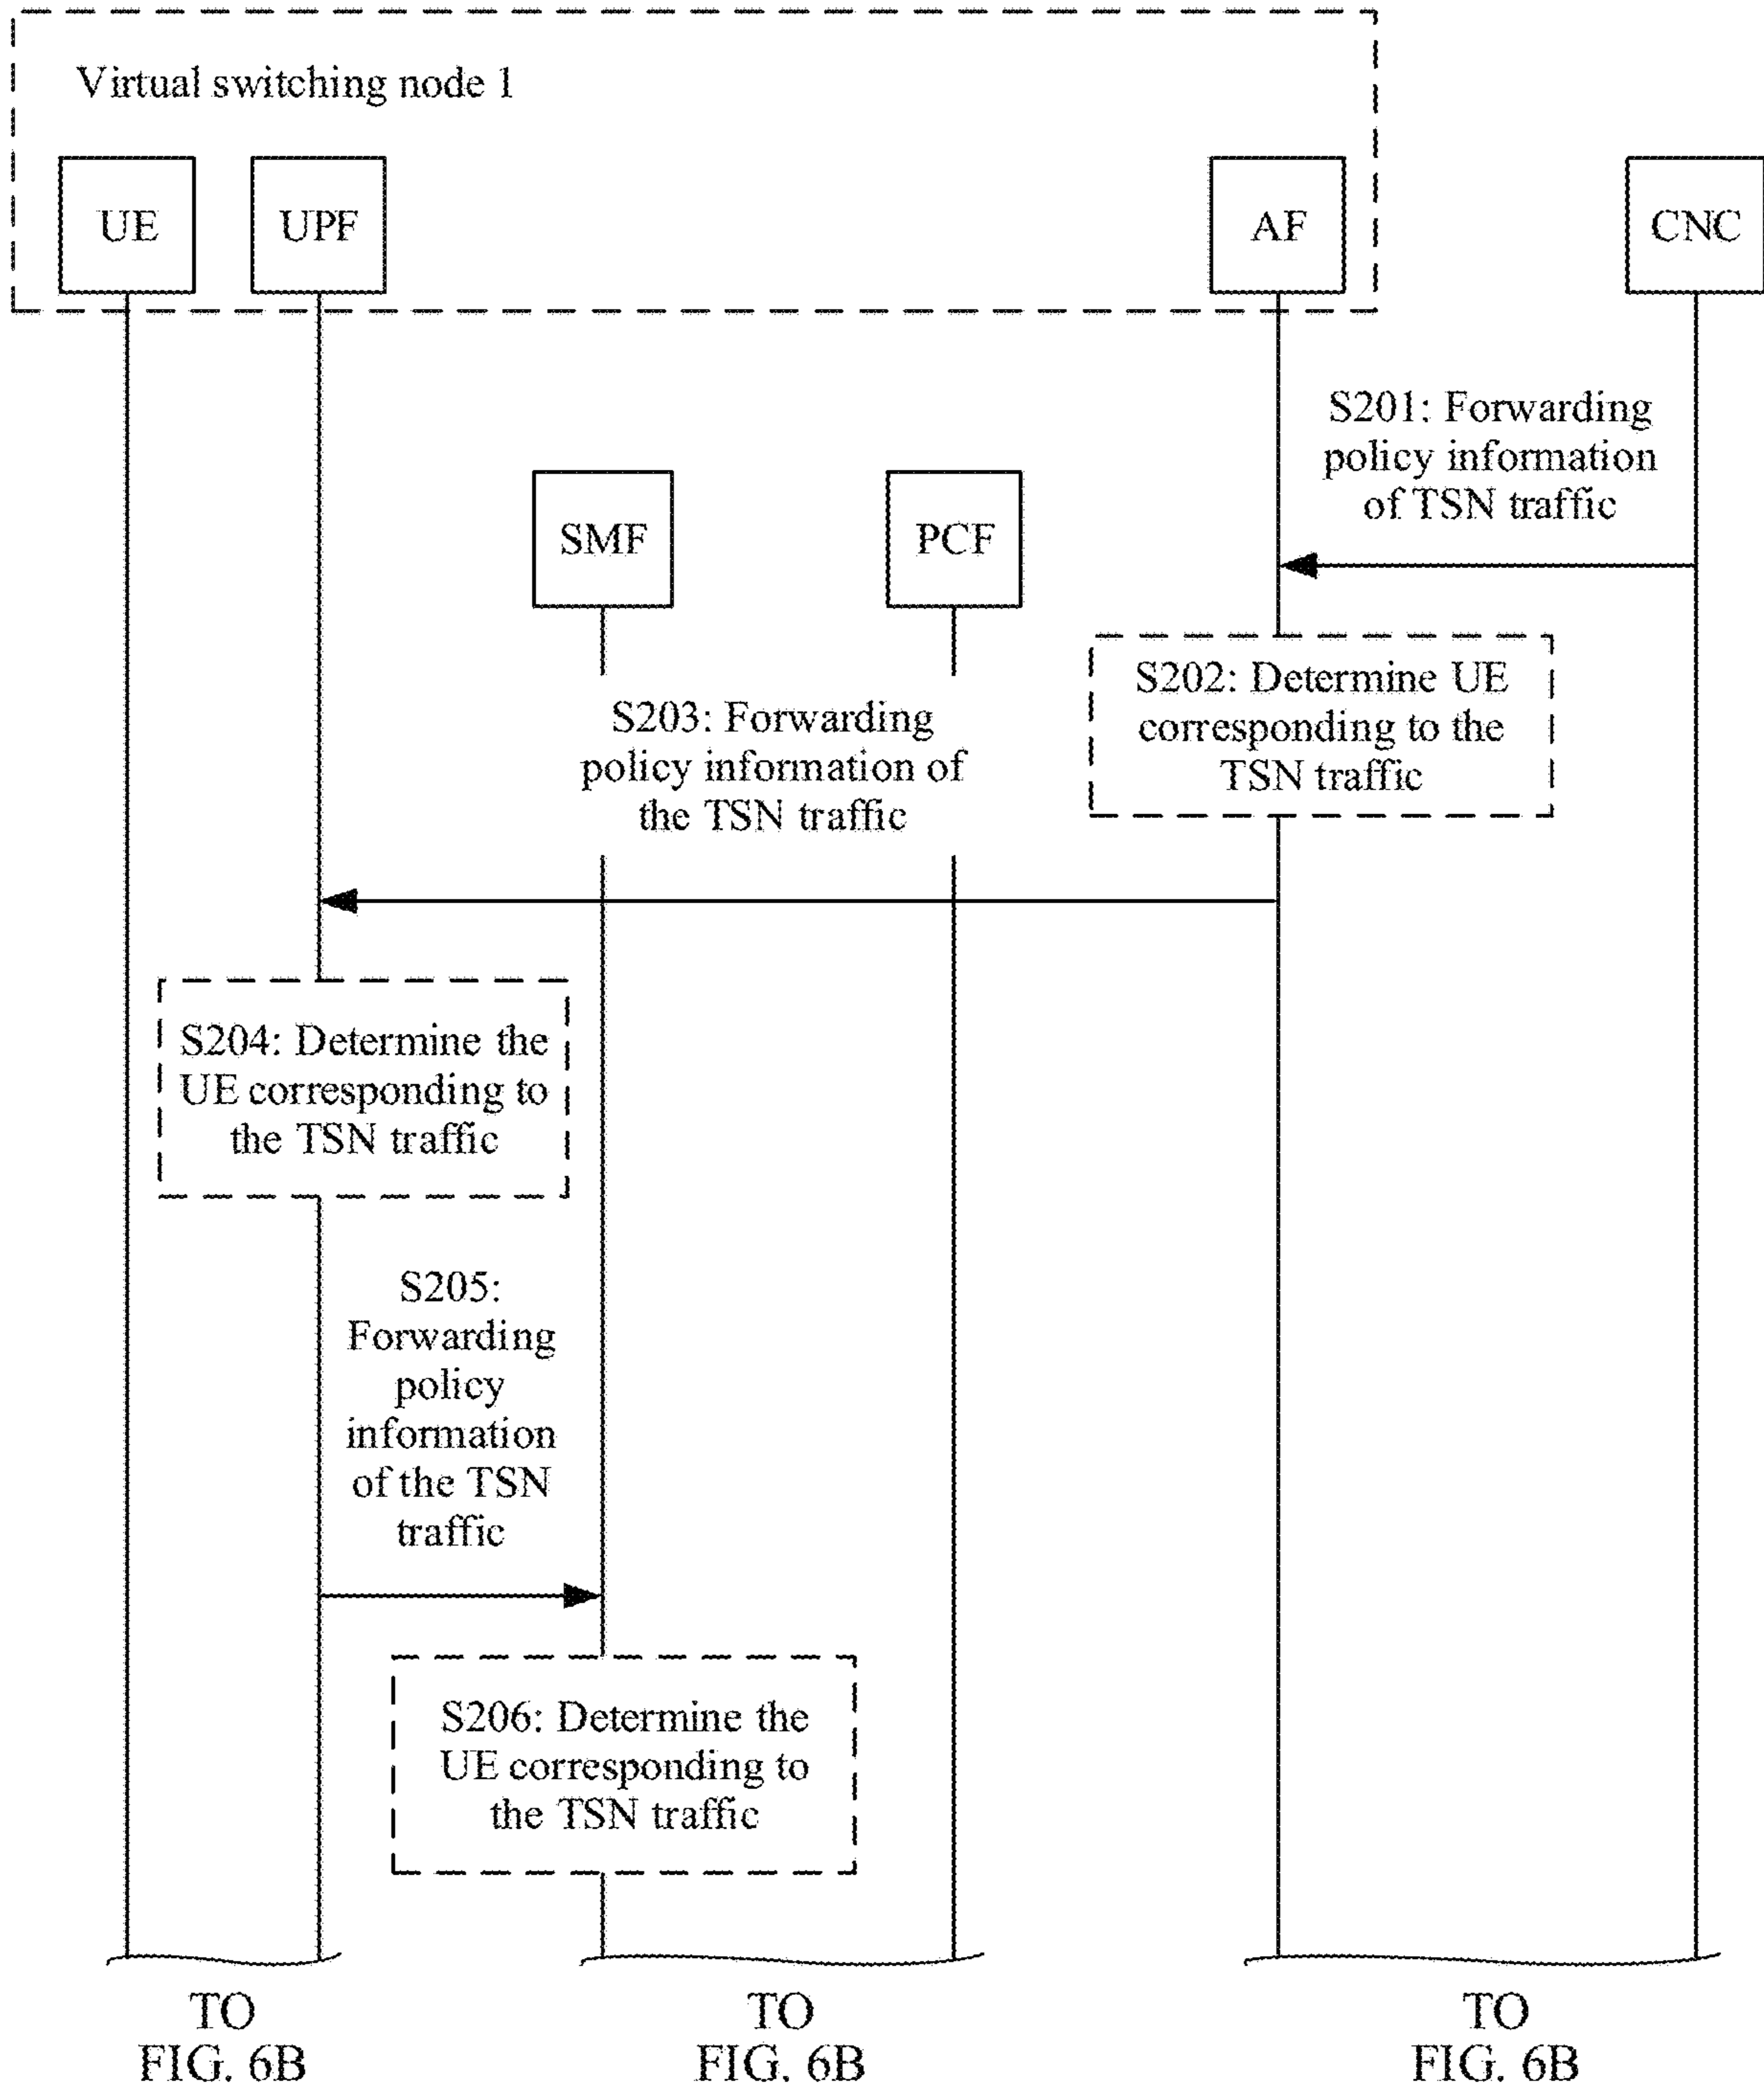 Virtual switching node 1
UE
UPF
AF
CNC
S201: Forwarding
policy information
of TSN traffic
SMF
PCF
S202: Determine UE
corresponding to the
TSN traffic
S203: Forwarding
policy information of
the TSN traffic
S204: Determine the
UE corresponding to
the TSN traffic
S205:
Forwarding
policy
information
of the TSN
traffic
S206: Determine the
UE corresponding to
the TSN traffic
TO
FIG. 6B
TO
FIG. 6B
TO
FIG. 6B